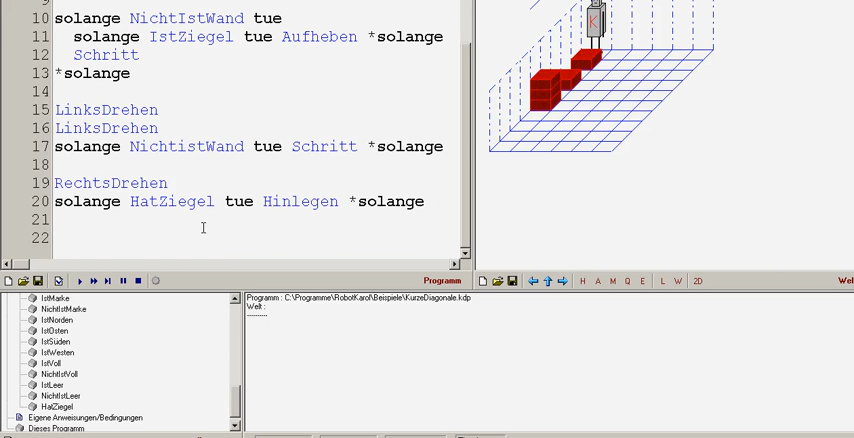 10 solange NichtIstWand tue
11 solange IstZiegel tue Aufheben *solange
12 Schritt
13 *solange
14
15 LinksDrehen
16 LinksDrehen
17 solange NichtistWand tue Schritt *solange
18
19 RechtsDrehen
20 solange HatZiegel tue Hinlegen *solange
21
22
K
Programm
H A M Q E L W 2D
Wel
IstMarke
NichtIstMarke
IstNorden
IstOsten
IstSüden
IstWesten
IstVoll
NichtIstVoll
IstLeer
NichtIstLeer
HatZiegel
Eigene Anweisungen/Bedingungen
Dieses Programm
Programm : C:\Programme\RobotKarol\Beispiele\KurzeDiagonale.kdp
Welt :
----------